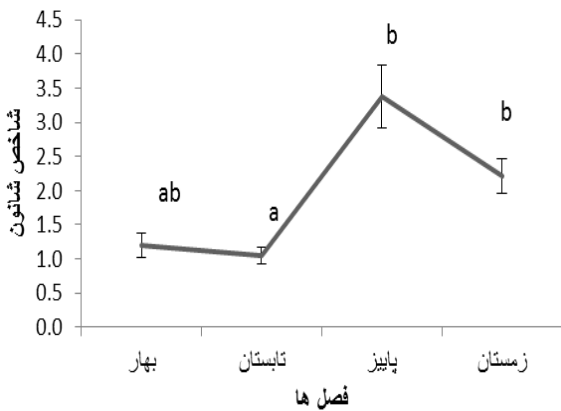 شاخص شانون
4.5
4.0
3.5
3.0
2.5
2.0
1.5
1.0
0.5
0.0
ab
a
b
b
بهار
تابستان
پاییز
زمستان
فصل ها